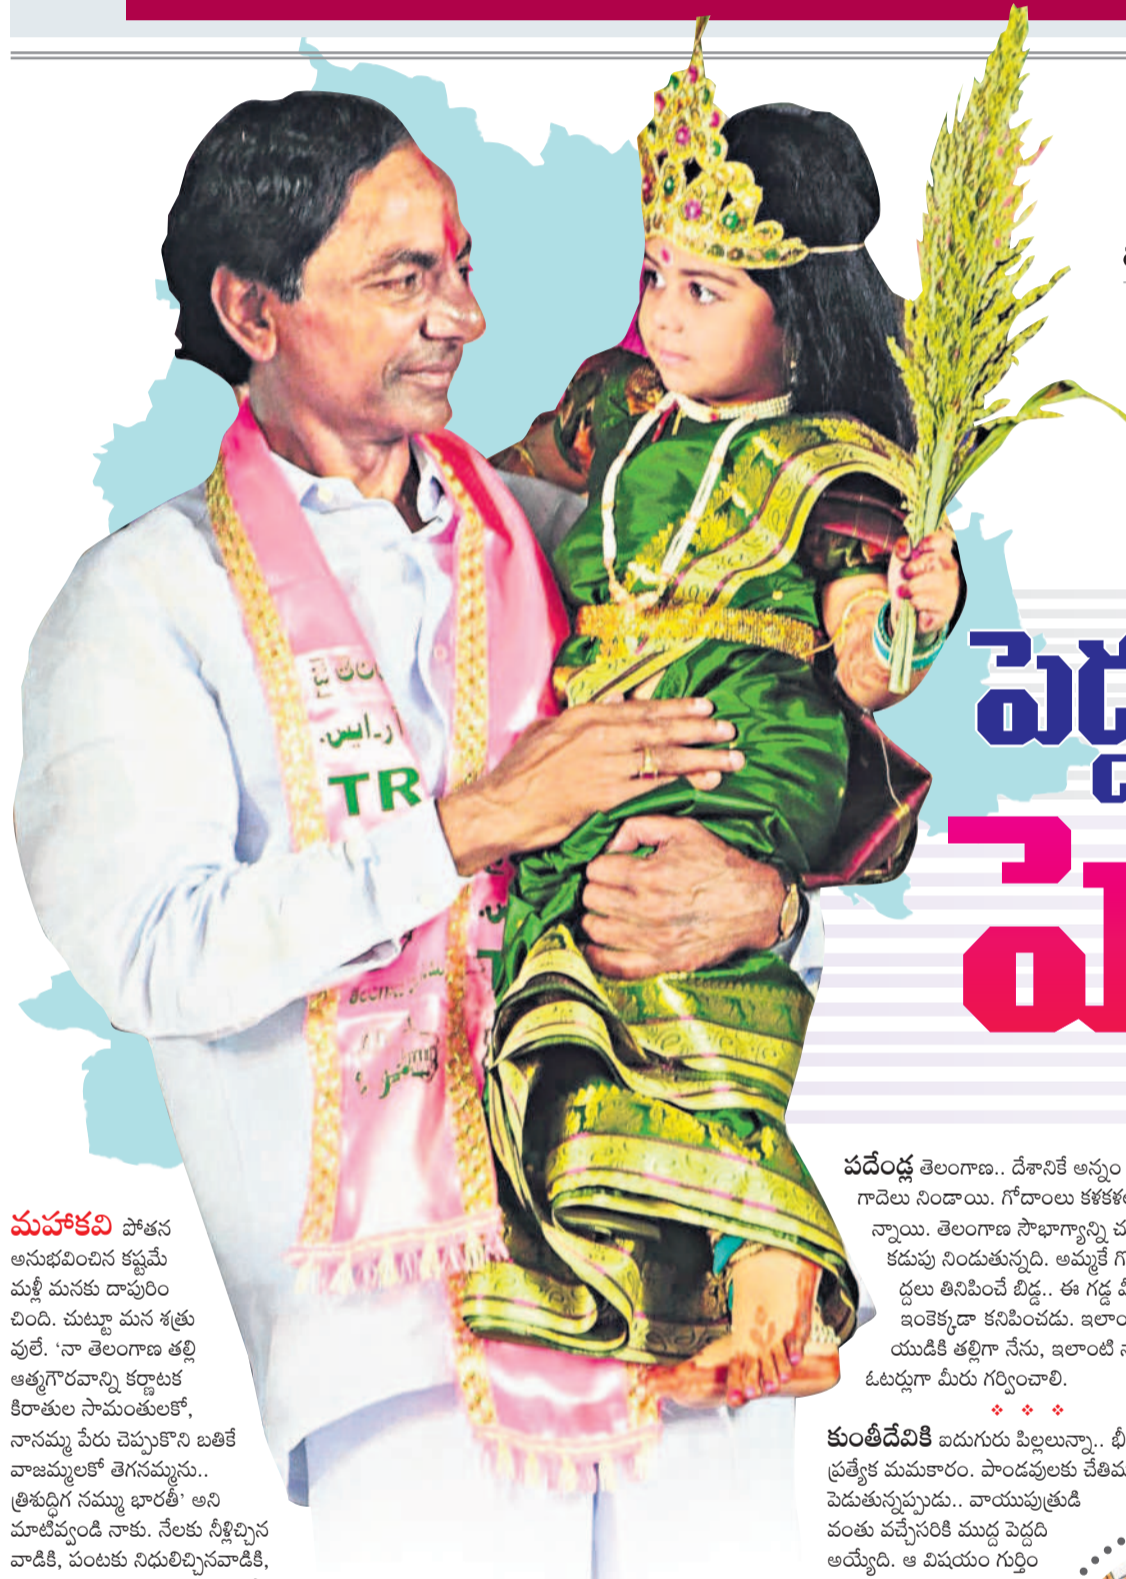 జై తెలం
ر۔ایس.
TR
పెద్ద
పె
మహాకవి పోతన
అనుభవించిన కష్టమే
మళ్లీ మనకు దాపురిం
చింది. చుట్టూ మన శత్రు
వులే. ‘నా తెలంగాణ తల్లి
ఆత్మగౌరవాన్ని కర్ణాటక
కిరాతుల సామంతులకో,
నానమ్మ పేరు చెప్పుకొని బతికే
వాజమ్మలకో తెగనమ్మను..
త్రిశుద్ధిగ నమ్ము భారతీ’ అని
మాటివ్వండి నాకు. నేలకు నీళ్లిచ్చిన
వాడికి, పంటకు నిధులిచ్చినవాడికి,
పదేండ్ల తెలంగాణ.. దేశానికే అన్నం
గాదెలు నిండాయి. గోదాంలు కళకళ
న్నాయి. తెలంగాణ సౌభాగ్యాన్ని చ
కడుపు నిండుతున్నది. అమ్మకే గో
ద్దలు తినిపించే బిడ్డ.. ఈ గడ్డ మీ
ఇంకెక్కడా కనిపించడు. ఇలాం
యుడికి తల్లిగా నేను, ఇలాంటి న
ఓటర్లుగా మీరు గర్వించాలి.
కుంతీదేవికి ఐదుగురు పిల్లలున్నా.. భీ
ప్రత్యేక మమకారం. పాండవులకు చేతిము
పెడుతున్నప్పుడు.. వాయుపుత్రుడి
వంతు వచ్చేసరికి ముద్ద పెద్దది
అయ్యేది. ఆ విషయం గుర్తిం